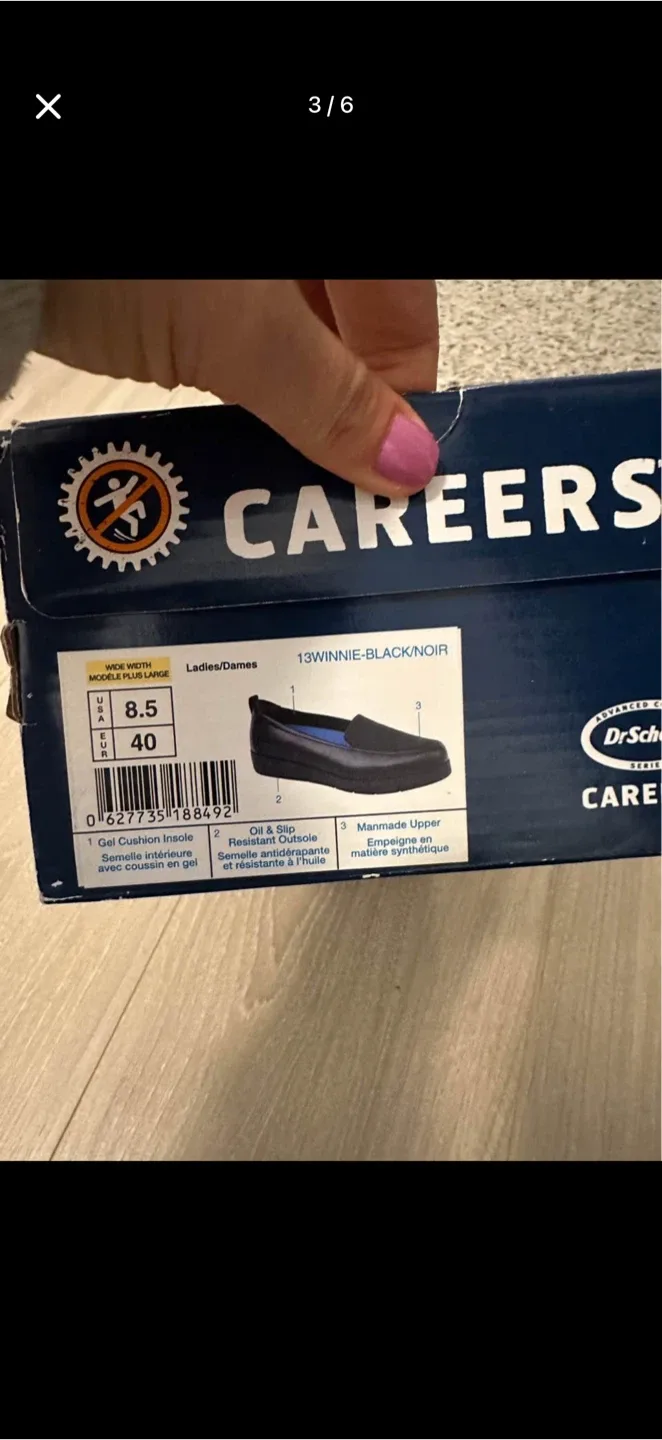 3 / 6
CAREERS
WIDE WIDTH
MODÈLE PLUS LARGE
Ladies/Dames
13WINNIE-BLACK/NOIR
USA 8.5
EUR 40
1
3
2
0 627735 188492
1 Gel Cushion Insole
Semelle intérieure
avec coussin en gel
2 Oil & Slip
Resistant Outsole
Semelle antidérapante
et résistante à l'huile
3 Manmade Upper
Empeigne en
matière synthétique
ADVANCED C
DrSch
SERIE
CARE